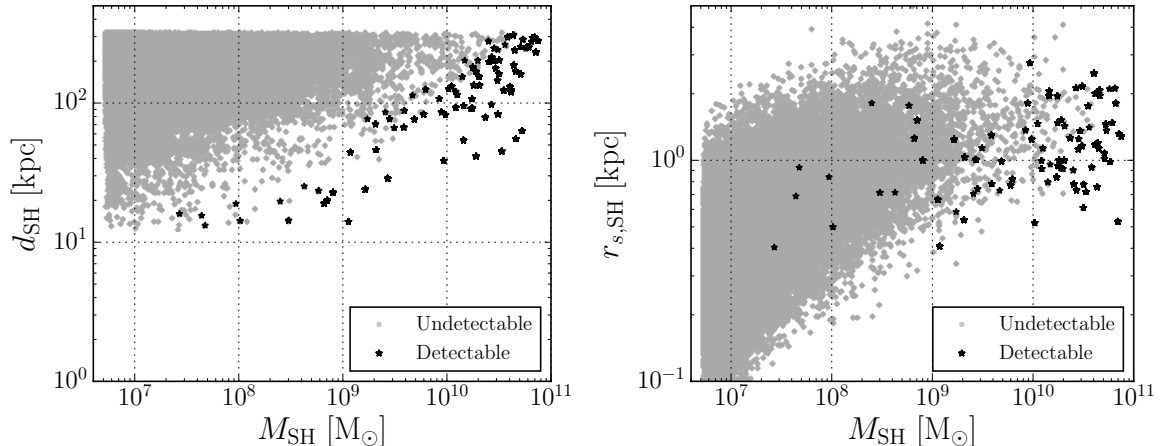 10^2
10^1
10^0
d_SH [kpc]
10^7 10^8 10^9 10^10 10^11
M_SH [M_⊙]
Undetectable
Detectable
10^0
10^−1
r_s,SH [kpc]
10^7 10^8 10^9 10^10 10^11
M_SH [M_⊙]
Undetectable
Detectable